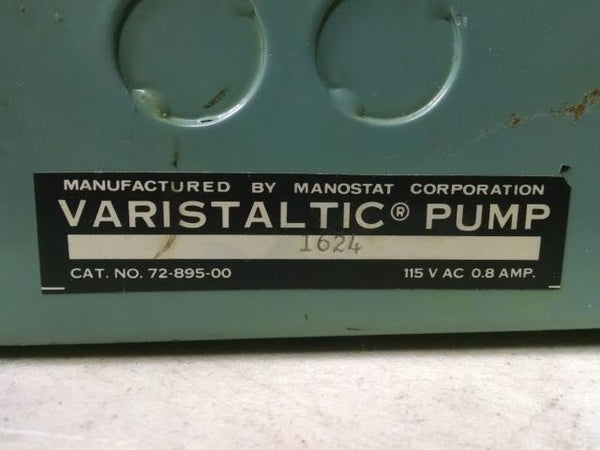 MANUFACTURED BY MANOSTAT CORPORATION
VARISTALTIC® PUMP
1624
CAT. NO. 72-895-00 115 V AC 0.8 AMP.